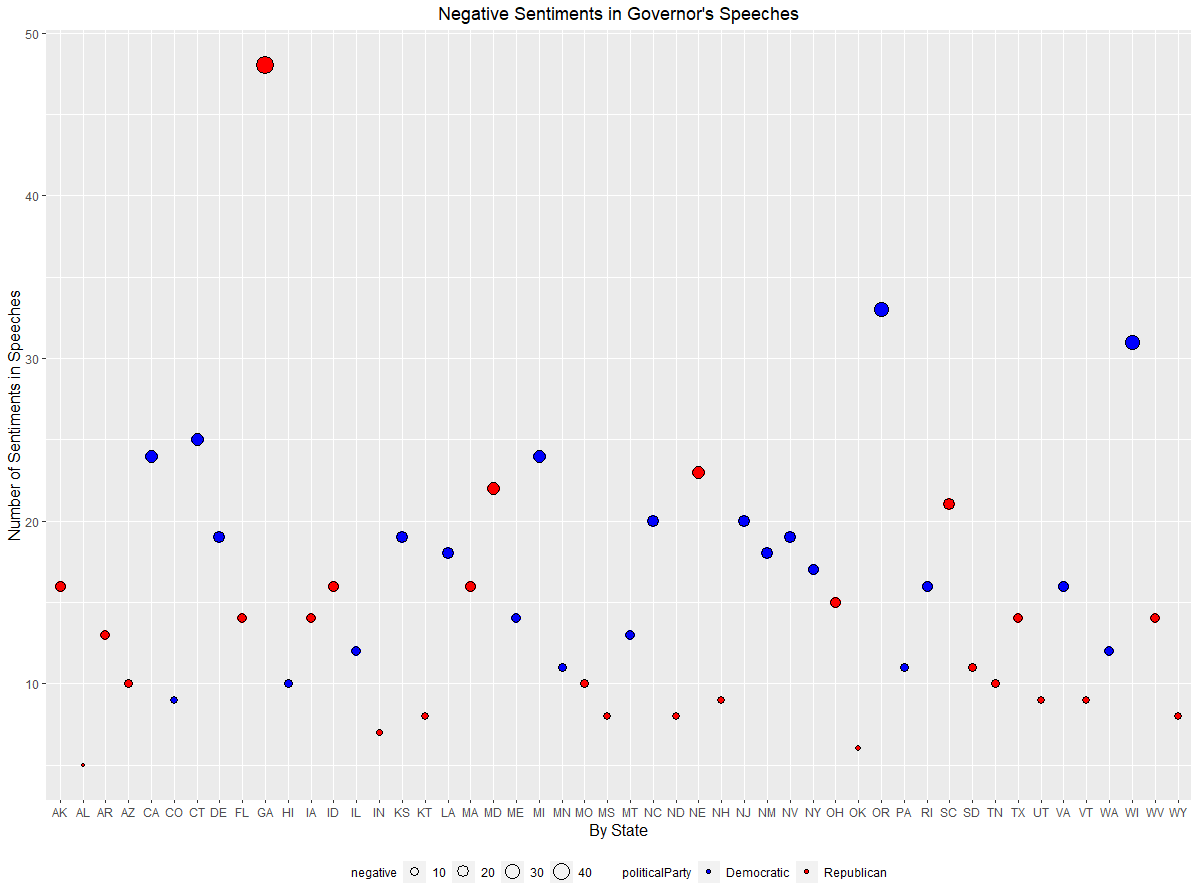 Negative Sentiments in Governor's Speeches
Number of Sentiments in Speeches
50
40
30
20
10
AK AL AR AZ CA CO CT DE FL GA HI IA ID IL IN KS KT LA MA MD ME MI MN MO MS MT NC ND NE NH NJ NM NV NY OH OK OR PA RI SC SD TN TX UT VA VT WA WI WV WY
By State
negative 10 20 30 40 politicalParty Democratic Republican